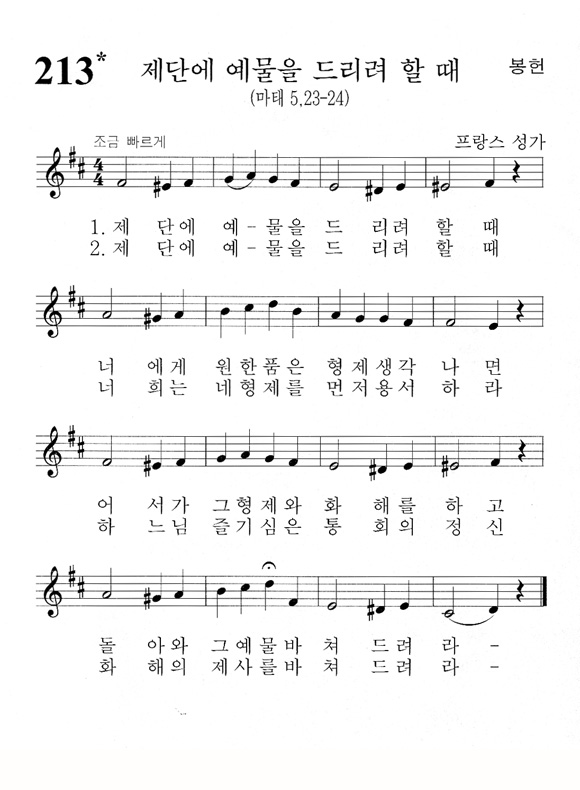 213* 제단에 예물을 드리려 할 때 봉헌
(마태 5,23-24)
조금 빠르게 프랑스 성가
4
4
1. 제 단에 예-물을 드 리려 할 때
2. 제 단에 예-물을 드 리려 할 때
너 에게 원한품은 형제생각 나 면
너 희는 네형제를 먼저용서 하 라
어 서가 그형제와 화 해를 하 고
하 느님 즐기심은 통 회의 정 신
돌 아와 그예물바 쳐 드려 라 -
화 해의 제사를바 쳐 드려 라 -